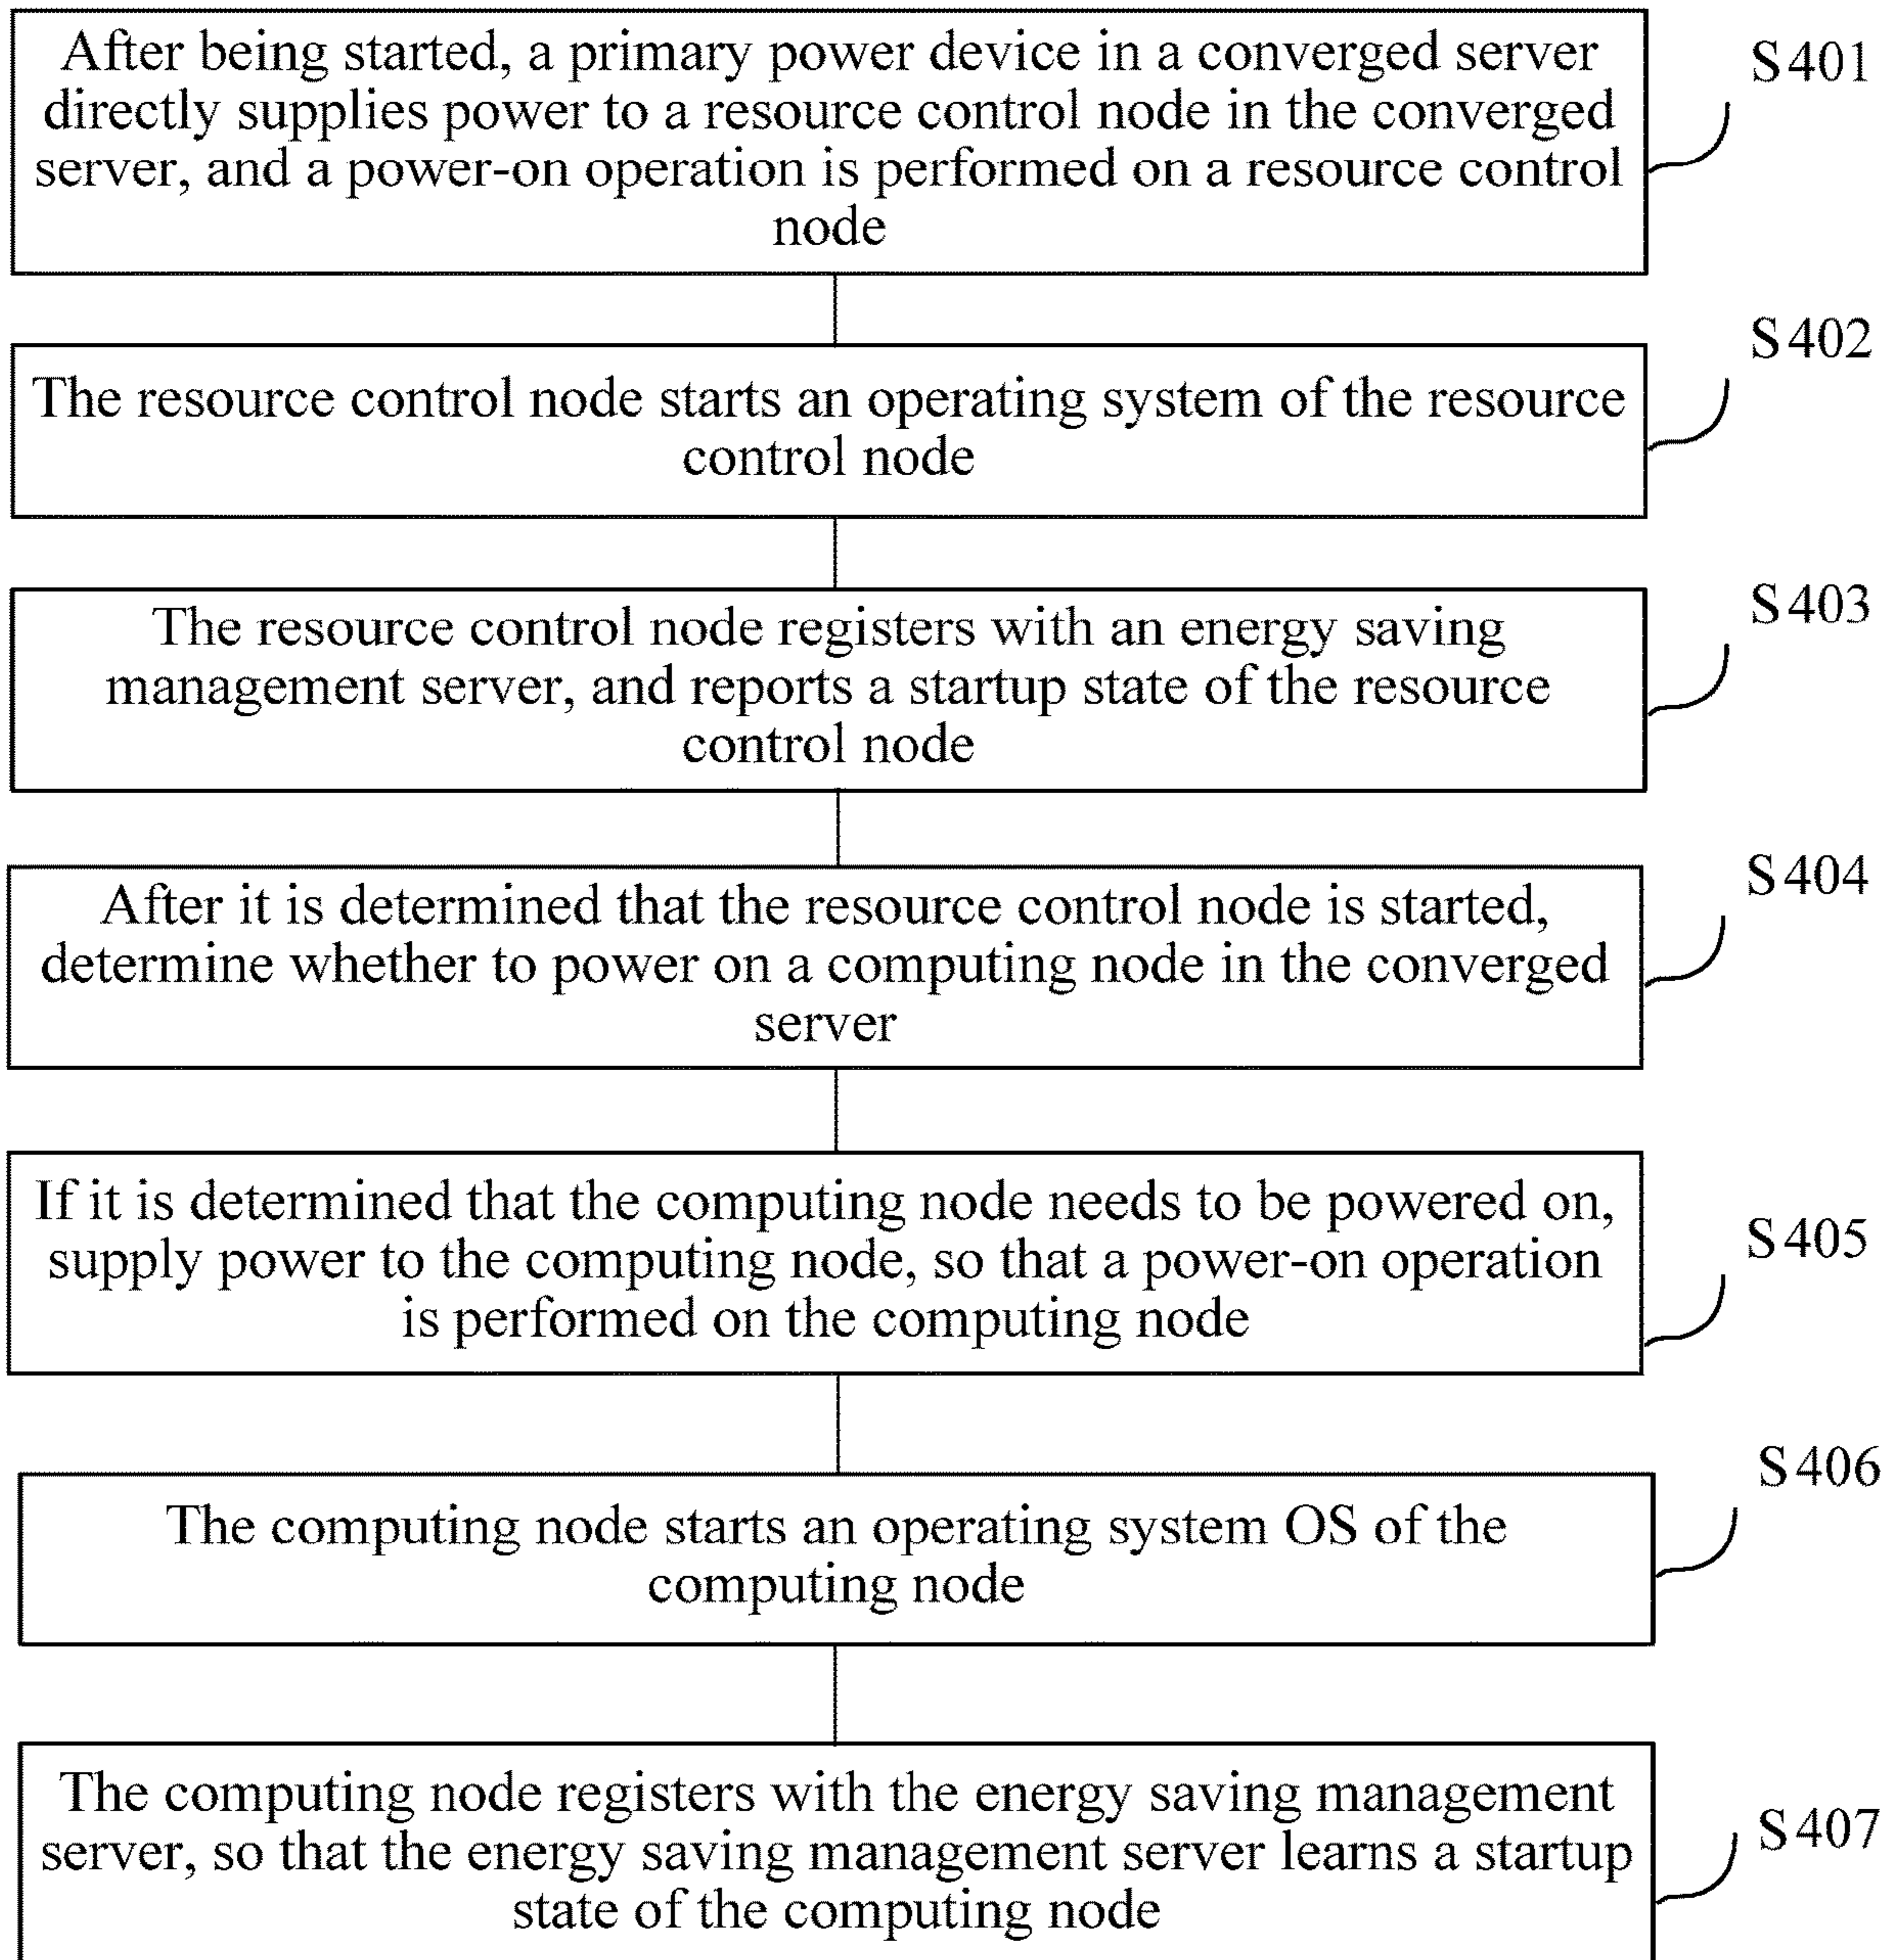 After being started, a primary power device in a converged server
directly supplies power to a resource control node in the converged
server, and a power-on operation is performed on a resource control
node
S401
The resource control node starts an operating system of the resource
control node
S402
The resource control node registers with an energy saving
management server, and reports a startup state of the resource
control node
S403
After it is determined that the resource control node is started,
determine whether to power on a computing node in the converged
server
S404
If it is determined that the computing node needs to be powered on,
supply power to the computing node, so that a power-on operation
is performed on the computing node
S405
The computing node starts an operating system OS of the
computing node
S406
The computing node registers with the energy saving management
server, so that the energy saving management server learns a startup
state of the computing node
S407